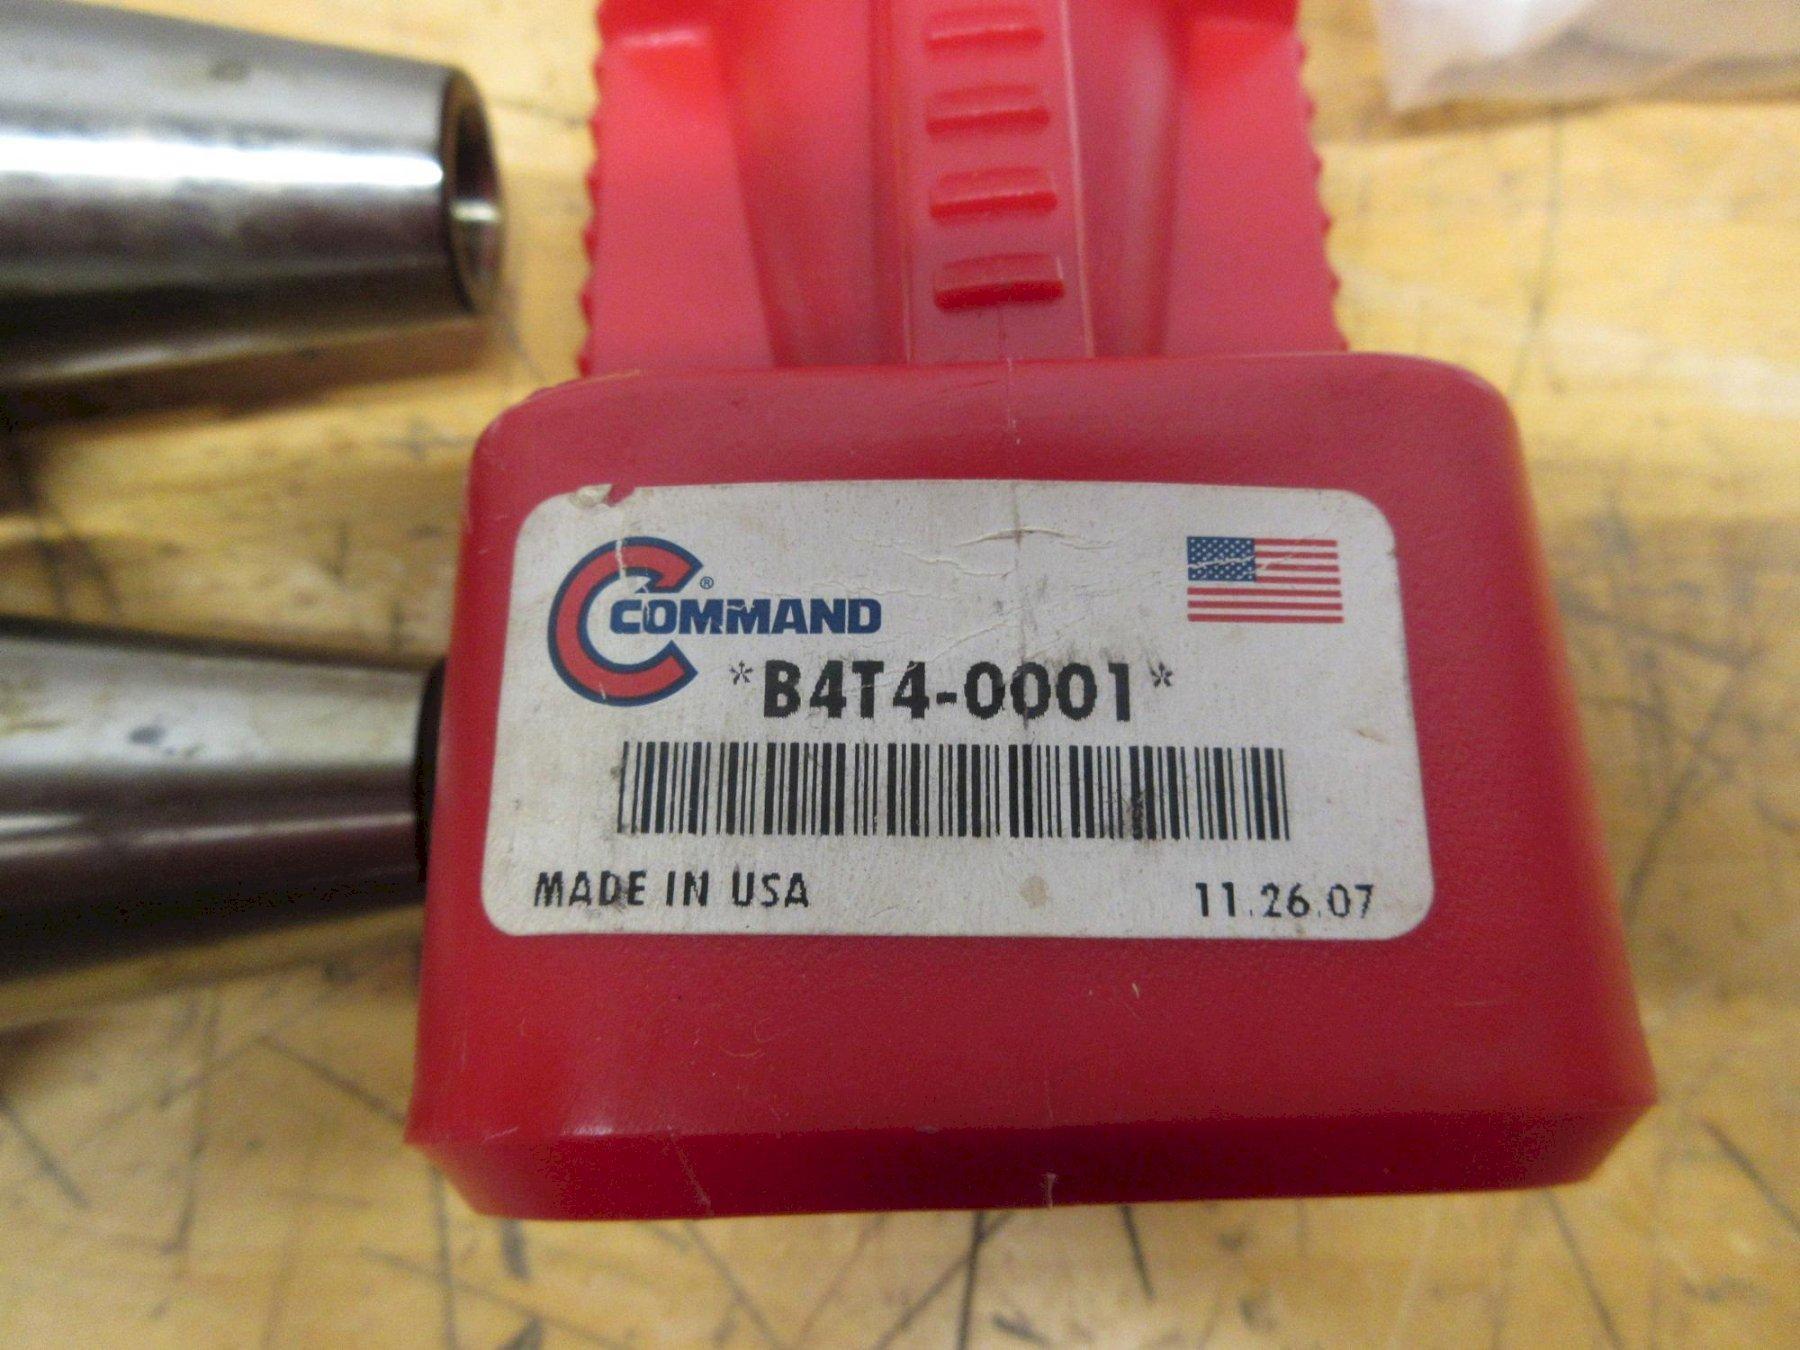 ®
COMMAND
*B4T4-0001*
MADE IN USA
11.26.07